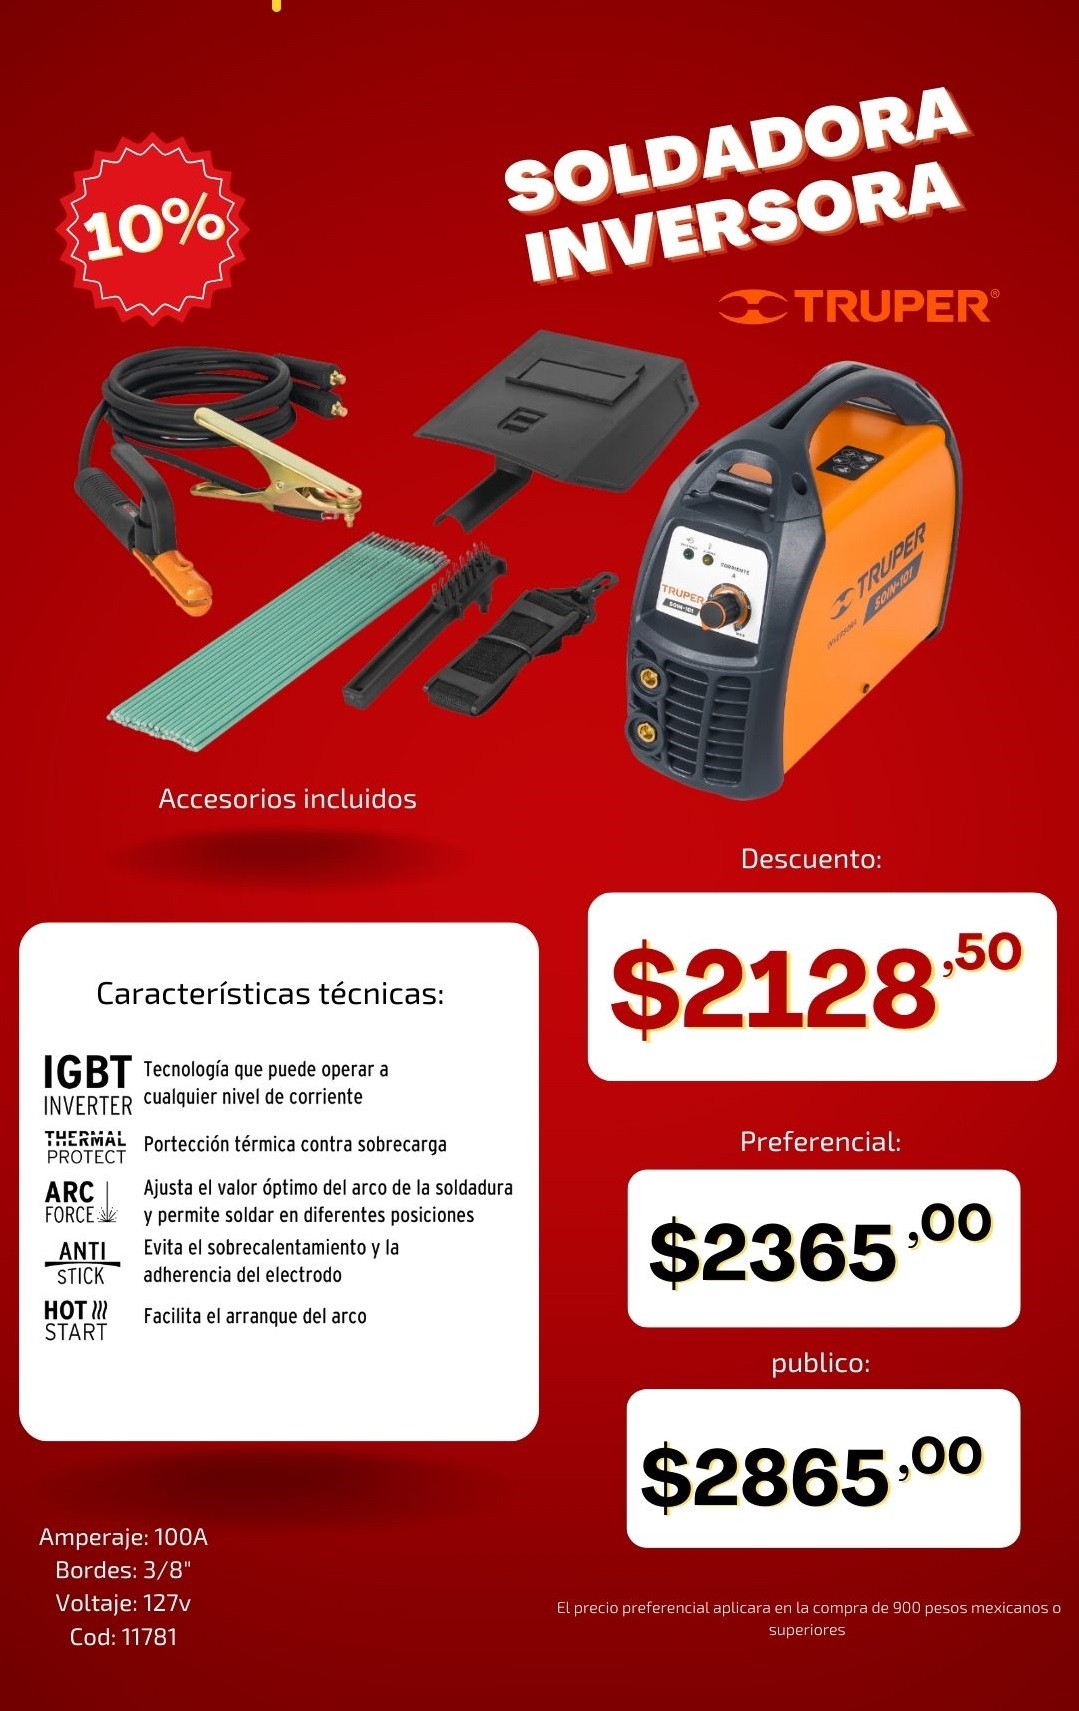 10%
SOLDADORA
INVERSORA
TRUPER®
CORRIENTE
A
TRUPER
SOIN-101
TRUPER
SOIN-101
INVERSORA
Accesorios incluidos
Descuento:
$2128,50
Características técnicas:
IGBT
INVERTER
Tecnología que puede operar a
cualquier nivel de corriente
THERMAL
PROTECT
Portección térmica contra sobrecarga
ARC
FORCE
Ajusta el valor óptimo del arco de la soldadura
y permite soldar en diferentes posiciones
ANTI
STICK
Evita el sobrecalentamiento y la
adherencia del electrodo
HOT
START
Facilita el arranque del arco
Preferencial:
$2365,00
publico:
$2865,00
Amperaje: 100A
Bordes: 3/8"
Voltaje: 127v
Cod: 11781
El precio preferencial aplicara en la compra de 900 pesos mexicanos o
superiores